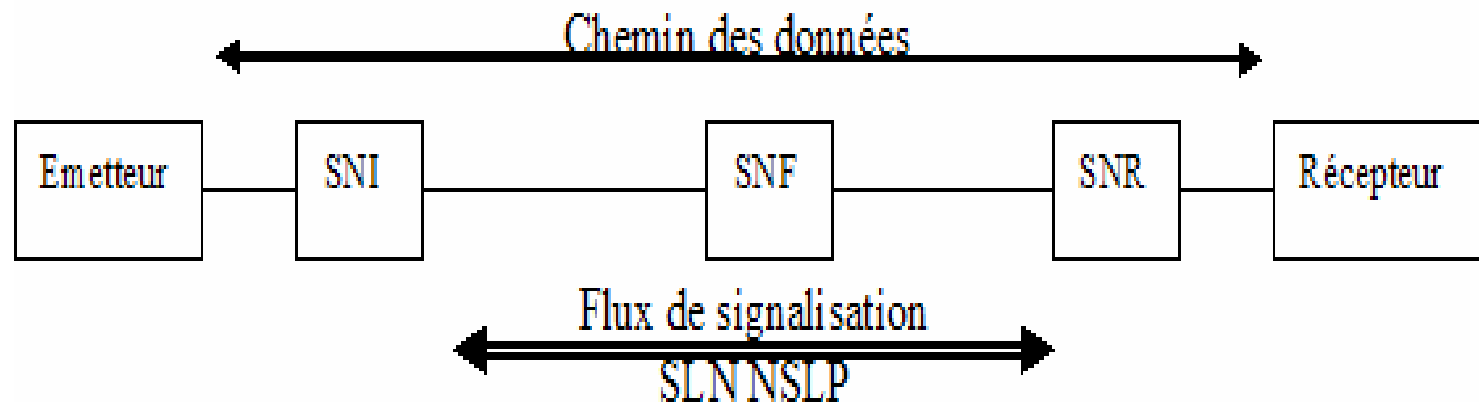 Chemin des données
Emetteur
SNI
SNF
SNR
Récepteur
Flux de signalisation
SLN NSLP